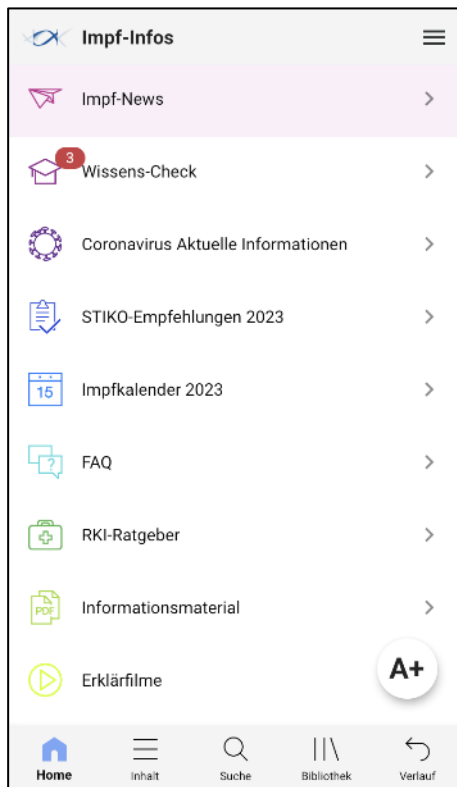 Impf-Infos
Impf-News
3
Wissens-Check
Coronavirus Aktuelle Informationen
STIKO-Empfehlungen 2023
15
Impfkalender 2023
?
FAQ
RKI-Ratgeber
PDF
Informationsmaterial
Erklärfilme
A+
Home Inhalt Suche Bibliothek Verlauf